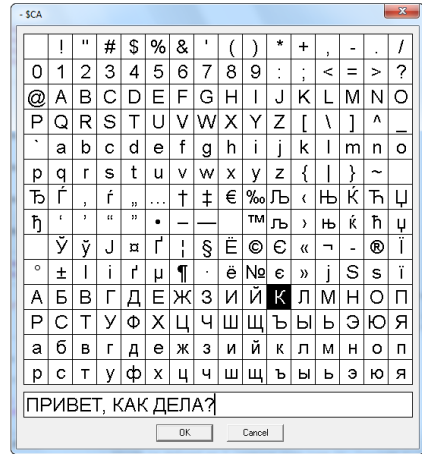 - $CA
! " # $ % & ' ( ) * + , - . /
0 1 2 3 4 5 6 7 8 9 : ; < = > ?
@ A B C D E F G H I J K L M N O
P Q R S T U V W X Y Z [ \ ] ^ _
` a b c d e f g h i j k l m n o
p q r s t u v w x y z { | } ~
Ђ Ѓ ‚ ѓ „ … † ‡ € ‰ Љ ‹ Њ Ќ Ћ Џ
ђ ‘ ’ “ ” • – — ™ љ › њ ќ ћ џ
Ў ў Ј ¤ Ґ ¦ § Ё © Є « ¬ - ® Ї
° ± І і ґ µ ¶ · ё № є » ј Ѕ ѕ ї
А Б В Г Д Е Ж З И Й К Л М Н О П
Р С Т У Ф Х Ц Ч Ш Щ Ъ Ы Ь Э Ю Я
а б в г д е ж з и й к л м н о п
р с т у ф х ц ч ш щ ъ ы ь э ю я
ПРИВЕТ, КАК ДЕЛА?
OK Cancel